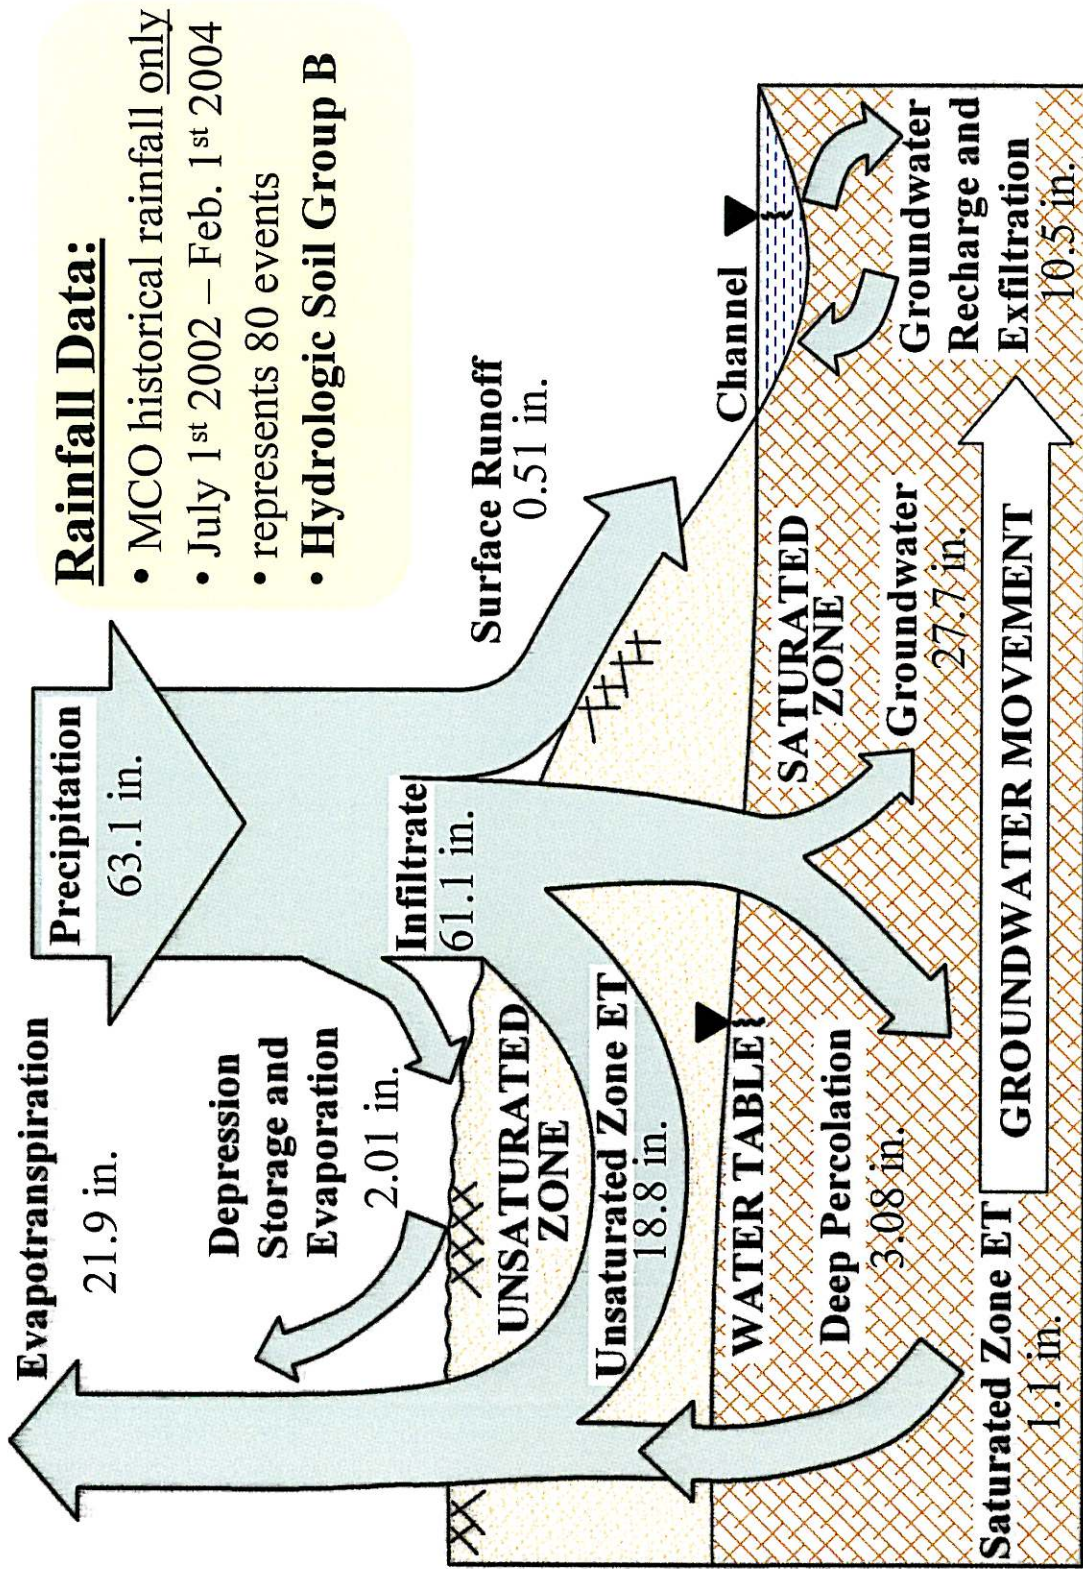 Rainfall Data:
• MCO historical rainfall only
• July 1st 2002 – Feb. 1st 2004
• represents 80 events
• Hydrologic Soil Group B
Evapotranspiration
21.9 in.
Precipitation
63.1 in.
Depression
Storage and
Evaporation
2.01 in.
Infiltrate
61.1 in.
Surface Runoff
0.51 in.
UNSATURATED
ZONE
Unsaturated Zone ET
18.8 in.
Channel
WATER TABLE
SATURATED
ZONE
Deep Percolation
3.08 in.
Groundwater
27.7 in.
Groundwater
Recharge and
Exfiltration
10.5 in.
Saturated Zone ET
1.1 in.
GROUNDWATER MOVEMENT